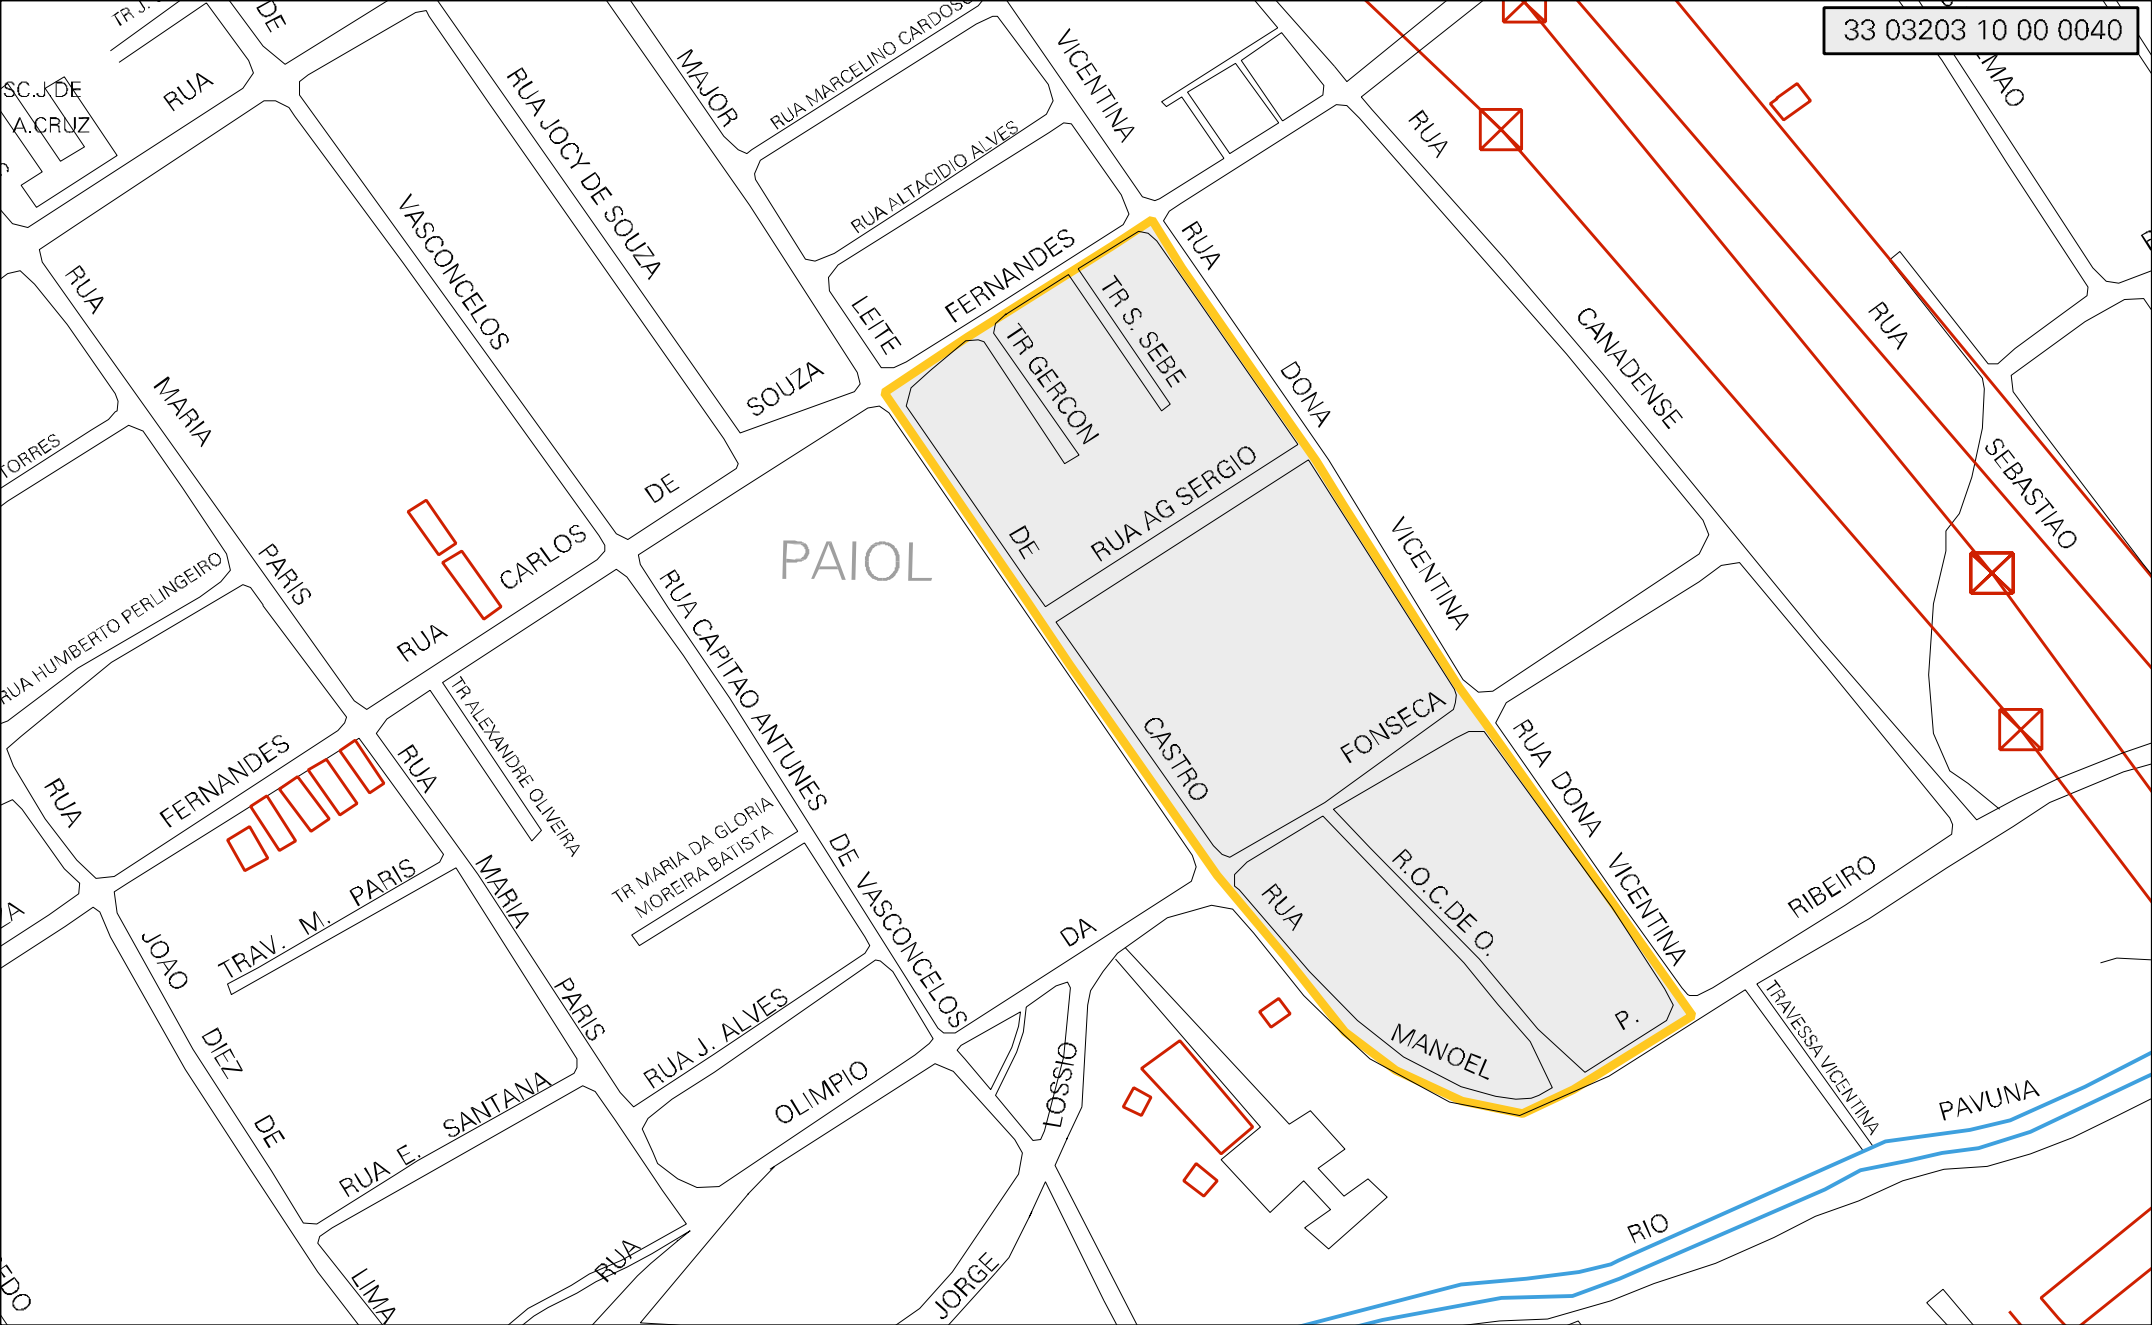 33 03203 10 00 0040
TR J.
DE
RUA
SC.J.DE
A.CRUZ
RUA JOCY DE SOUZA
MAJOR
RUA MARCELINO CARDOSO
VICENTINA
RUA ALTACIDIO ALVES
RUA
VASCONCELOS
RUA
MARIA
PARIS
TORRES
RUA HUMBERTO PERLINGEIRO
LEITE
FERNANDES
SOUZA
DE
CARLOS
RUA
PAIOL
TR GERCON
TR S. SEBE
RUA
DONA
VICENTINA
RUA AG SERGIO
DE
CASTRO
FONSECA
CANADENSE
RUA
SEBASTIAO
RUA CAPITAO ANTUNES
DE VASCONCELOS
TR ALEXANDRE OLIVEIRA
TR MARIA DA GLORIA
MOREIRA BATISTA
FERNANDES
RUA
RUA
MARIA
PARIS
TRAV. M. PARIS
JOAO
DIEZ
DE
LIMA
RUA E. SANTANA
RUA J. ALVES
OLIMPIO
RUA
DA
LOSSIO
JORGE
RUA
MANOEL
R.O.C.DE O.
P.
RUA DONA
VICENTINA
RIBEIRO
TRAVESSA VICENTINA
PAVUNA
RIO